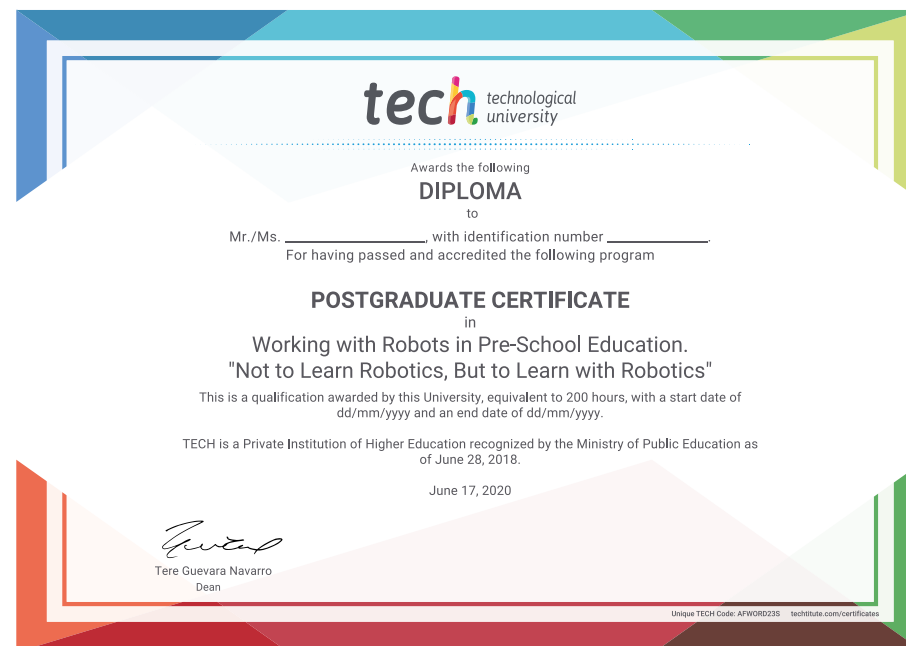 tech technological
university
Awards the following
DIPLOMA
to
Mr./Ms. ____________________, with identification number ______________.
For having passed and accredited the following program
POSTGRADUATE CERTIFICATE
in
Working with Robots in Pre-School Education.
"Not to Learn Robotics, But to Learn with Robotics"
This is a qualification awarded by this University, equivalent to 200 hours, with a start date of
dd/mm/yyyy and an end date of dd/mm/yyyy.
TECH is a Private Institution of Higher Education recognized by the Ministry of Public Education as
of June 28, 2018.
June 17, 2020
Tere Guevara Navarro
Dean
Unique TECH Code: AFWORD23S techtitute.com/certificates